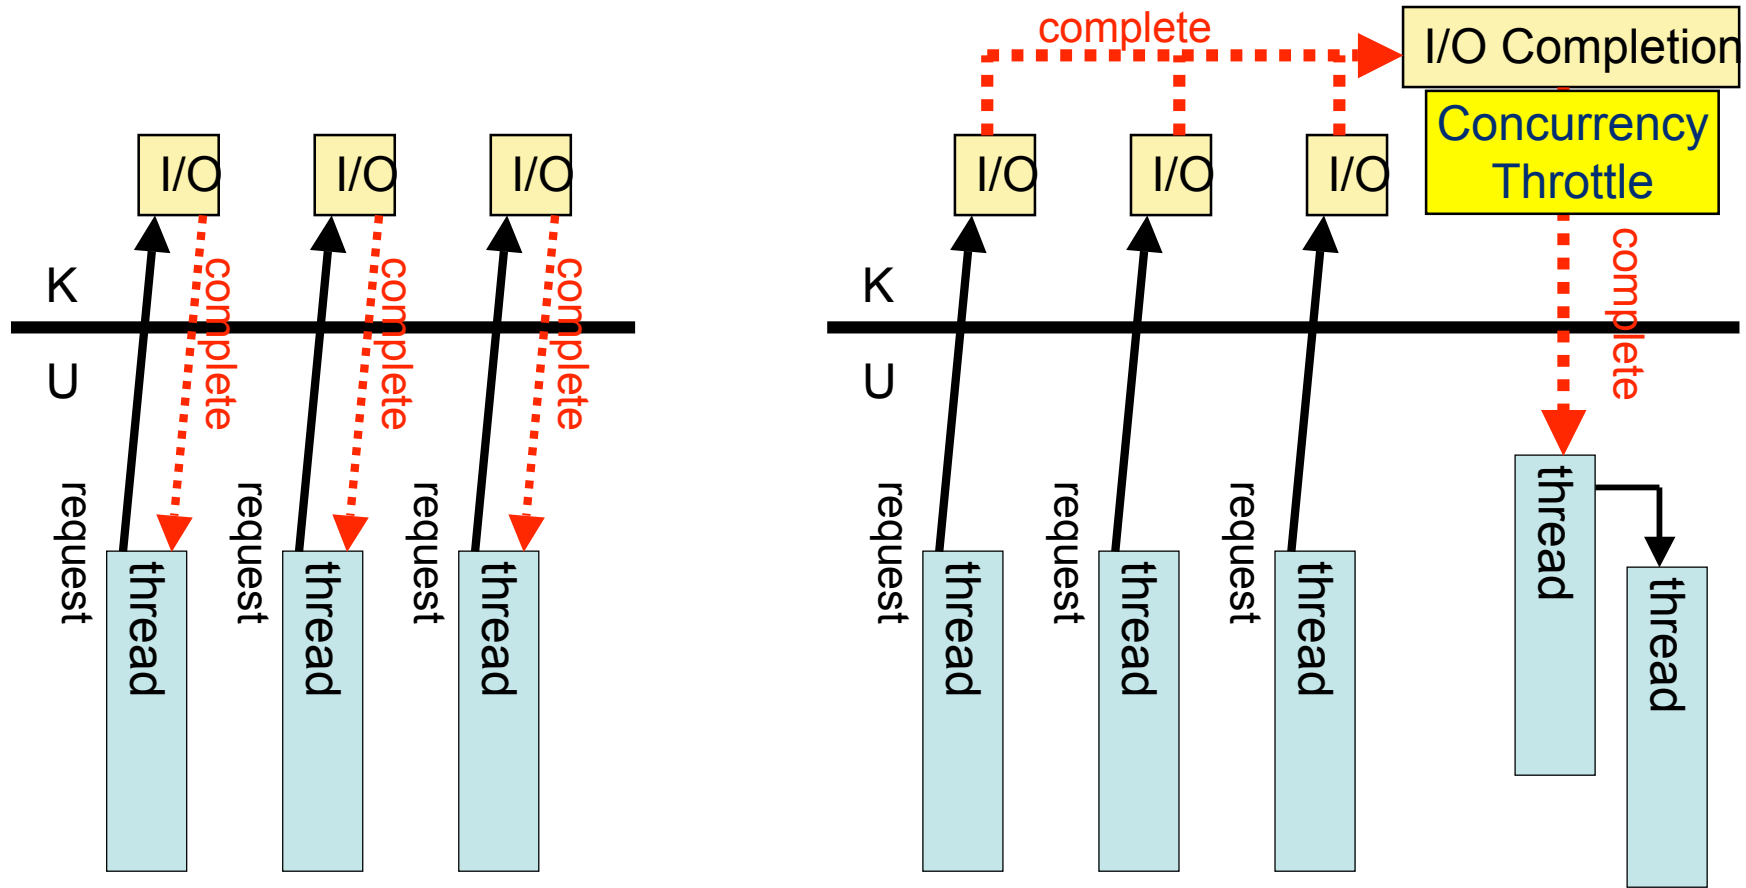 I/O
I/O
I/O
complete
complete
complete
K
U
request
request
request
thread
thread
thread
complete
I/O Completion
Concurrency
Throttle
I/O
I/O
I/O
complete
K
U
request
request
request
thread
thread
thread
thread
thread